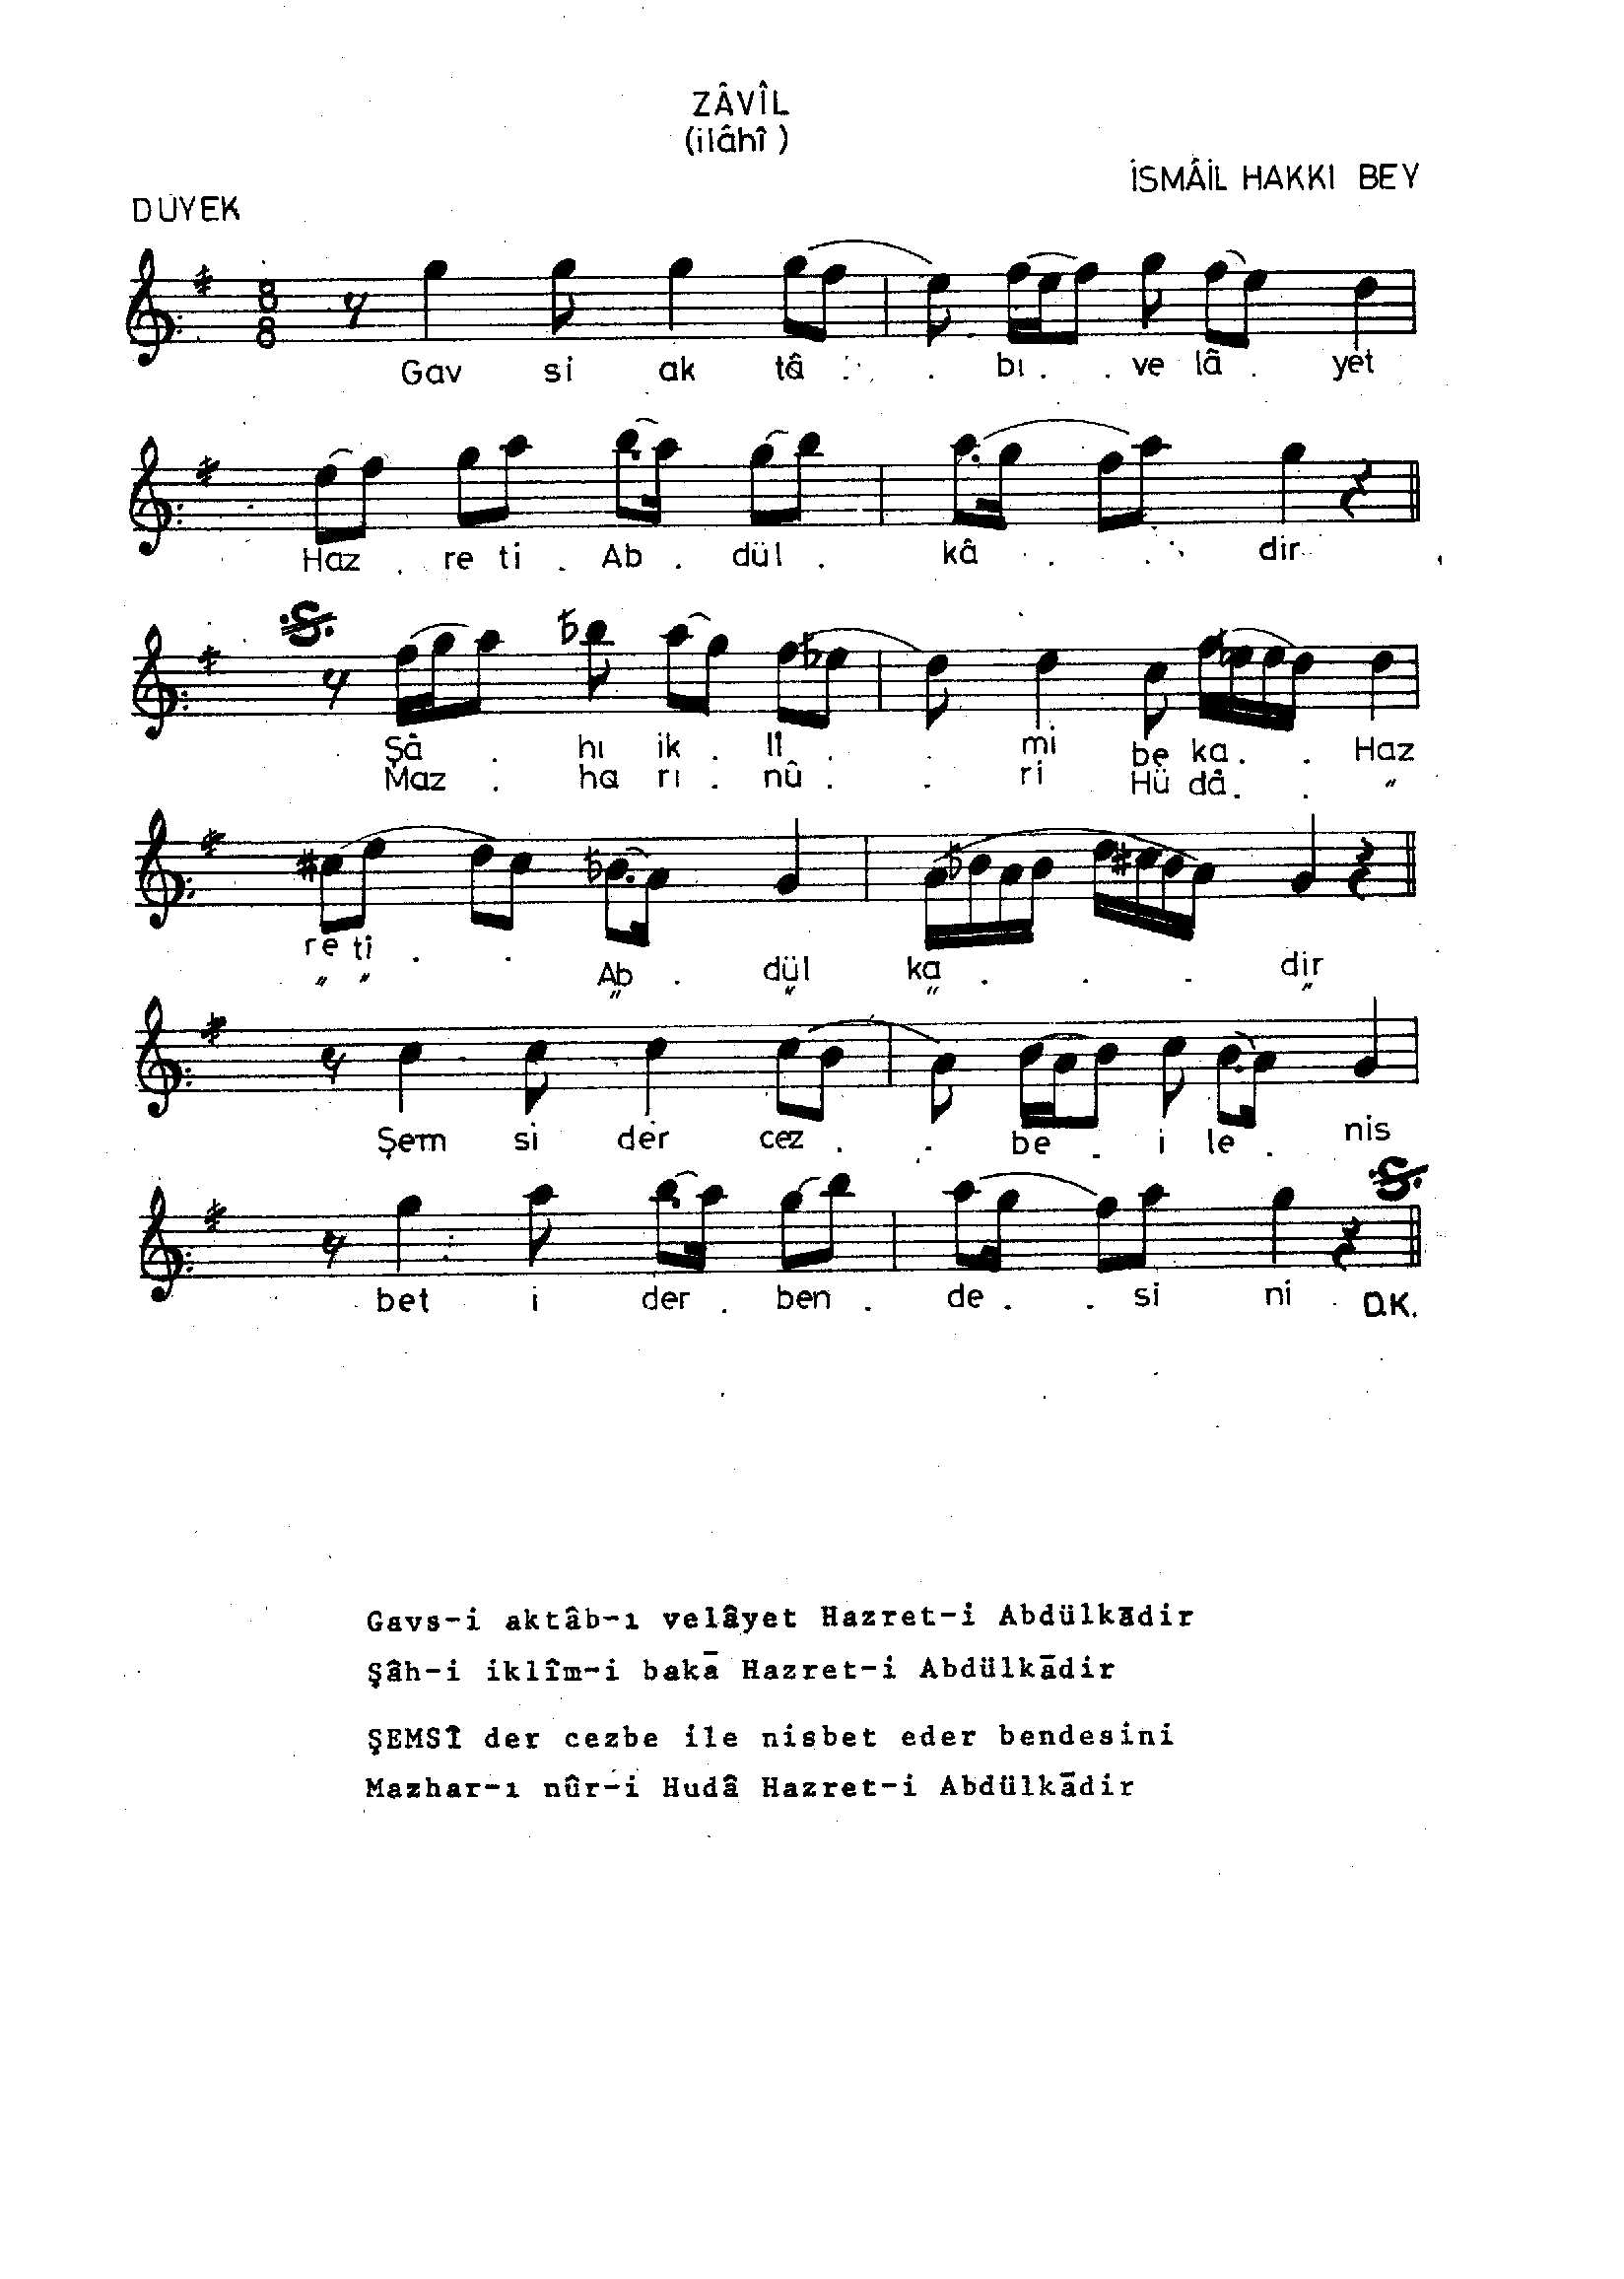 ZÂVÎL
(ilâhî)
İSMÂİL HAKKI BEY
DÜYEK
8
8
Gav si ak tâ . . bı . . ve lâ . yet
Haz . re ti . Ab . dül . kâ . . dir
Şâ . hı ik . lî . . mi be ka . . Haz
Maz . ha rı . nû . . ri Hü dâ . . "
re ti . . Ab . dül ka . . . dir
" " " " " "
Şem si der cez . . be . i le . nis
bet i der . ben . de . . si ni . D.K.
Gavs-i aktâb-ı velâyet Hazret-i Abdülkādir
Şâh-i iklîm-i bakā Hazret-i Abdülkādir
ŞEMSÎ der cezbe ile nisbet eder bendesini
Mazhar-ı nûr-i Hudâ Hazret-i Abdülkādir